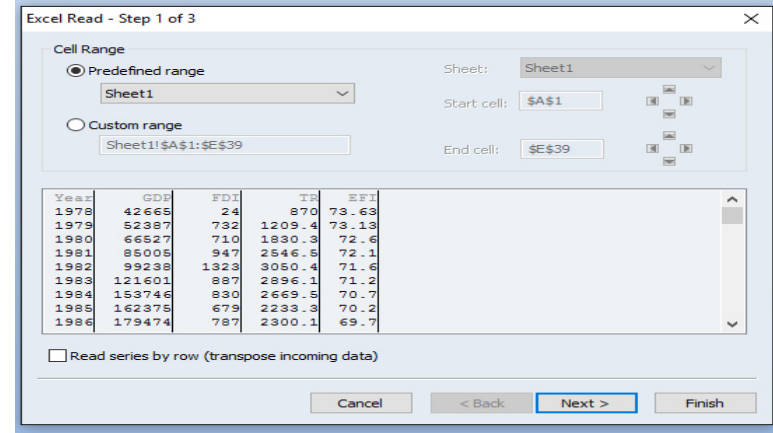 Excel Read - Step 1 of 3
Cell Range
Predefined range
Sheet1
Custom range
Sheet1!$A$1:$E$39
Sheet: Sheet1
Start cell: $A$1
End cell: $E$39
Year GDP FDI TR EFI
1978 42665 24 870 73.63
1979 52387 732 1209.4 73.13
1980 66527 710 1830.3 72.6
1981 85005 947 2546.5 72.1
1982 99238 1323 3050.4 71.6
1983 121601 887 2896.1 71.2
1984 153746 830 2669.5 70.7
1985 162375 679 2233.3 70.2
1986 179474 787 2300.1 69.7
Read series by row (transpose incoming data)
Cancel < Back Next > Finish